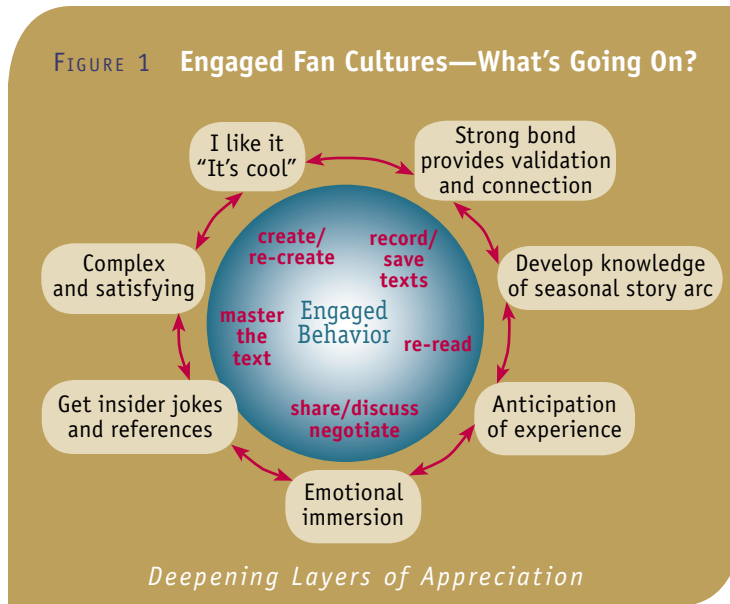 FIGURE 1 Engaged Fan Cultures—What's Going On?
I like it
"It's cool"
Strong bond
provides validation
and connection
Complex
and satisfying
Develop knowledge
of seasonal story arc
Get insider jokes
and references
Anticipation
of experience
Emotional
immersion
create/
re-create
record/
save
texts
master
the
text
Engaged
Behavior
re-read
share/discuss
negotiate
Deepening Layers of Appreciation